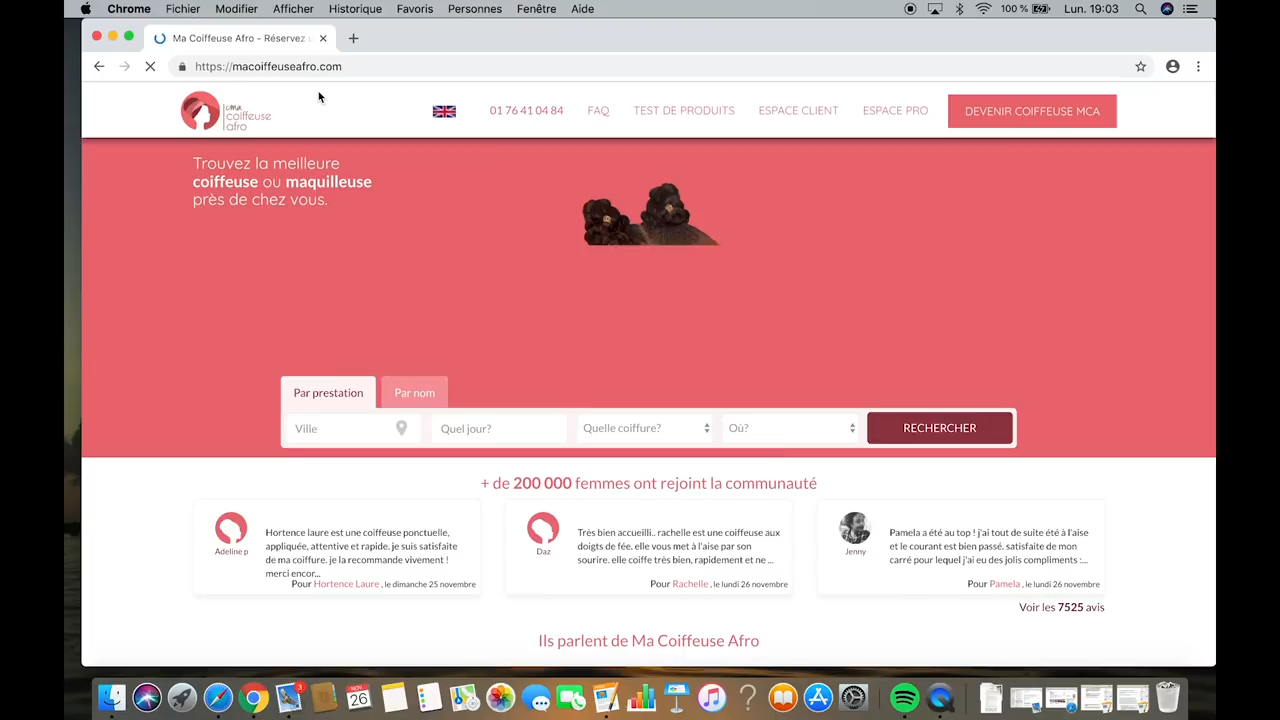 Chrome Fichier Modifier Afficher Historique Favoris Personnes Fenêtre Aide 100 % Lun. 19:03
Ma Coiffeuse Afro - Réservez
https://macoiffeuseafro.com
ma
coiffeuse
afro
01 76 41 04 84 FAQ TEST DE PRODUITS ESPACE CLIENT ESPACE PRO DEVENIR COIFFEUSE MCA
Trouvez la meilleure
coiffeuse ou maquilleuse
près de chez vous.
Par prestation Par nom
Ville Quel jour? Quelle coiffure? Où? RECHERCHER
+ de 200 000 femmes ont rejoint la communauté
Adeline p
Hortence laure est une coiffeuse ponctuelle,
appliquée, attentive et rapide. je suis satisfaite
de ma coiffure. je la recommande vivement !
merci encor...
Pour Hortence Laure , le dimanche 25 novembre
Daz
Très bien accueilli.. rachelle est une coiffeuse aux
doigts de fée. elle vous met à l'aise par son
sourire. elle coiffe très bien, rapidement et ne ...
Pour Rachelle , le lundi 26 novembre
Jenny
Pamela a été au top ! j'ai tout de suite été à l'aise
et le courant est bien passé. satisfaite de mon
carré pour lequel j'ai eu des jolis compliments :...
Pour Pamela , le lundi 26 novembre
Voir les 7525 avis
Ils parlent de Ma Coiffeuse Afro
3
NOV
26